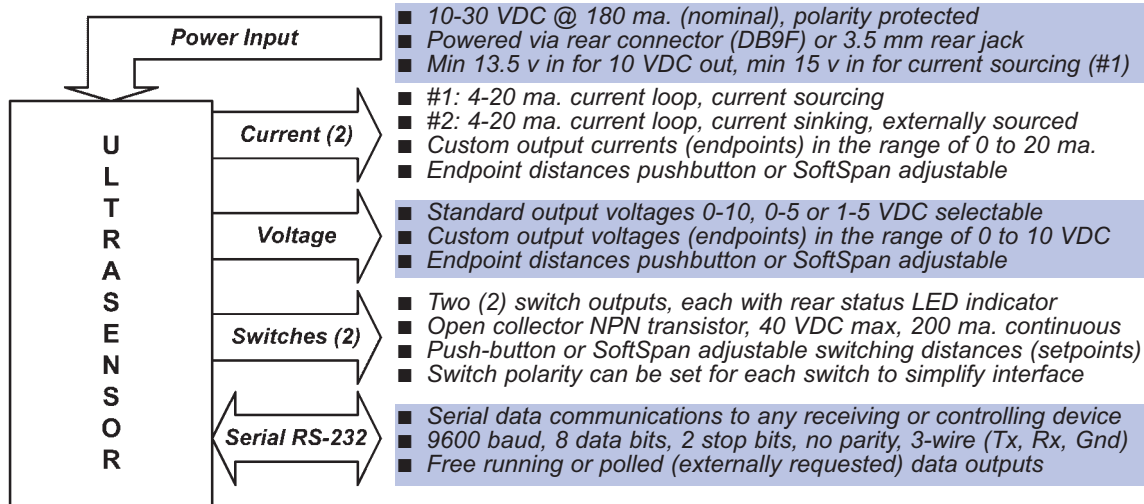 Power Input
■ 10-30 VDC @ 180 ma. (nominal), polarity protected
■ Powered via rear connector (DB9F) or 3.5 mm rear jack
■ Min 13.5 v in for 10 VDC out, min 15 v in for current sourcing (#1)
ULTRASENSOR
Current (2)
■ #1: 4-20 ma. current loop, current sourcing
■ #2: 4-20 ma. current loop, current sinking, externally sourced
■ Custom output currents (endpoints) in the range of 0 to 20 ma.
■ Endpoint distances pushbutton or SoftSpan adjustable
Voltage
■ Standard output voltages 0-10, 0-5 or 1-5 VDC selectable
■ Custom output voltages (endpoints) in the range of 0 to 10 VDC
■ Endpoint distances pushbutton or SoftSpan adjustable
Switches (2)
■ Two (2) switch outputs, each with rear status LED indicator
■ Open collector NPN transistor, 40 VDC max, 200 ma. continuous
■ Push-button or SoftSpan adjustable switching distances (setpoints)
■ Switch polarity can be set for each switch to simplify interface
Serial RS-232
■ Serial data communications to any receiving or controlling device
■ 9600 baud, 8 data bits, 2 stop bits, no parity, 3-wire (Tx, Rx, Gnd)
■ Free running or polled (externally requested) data outputs